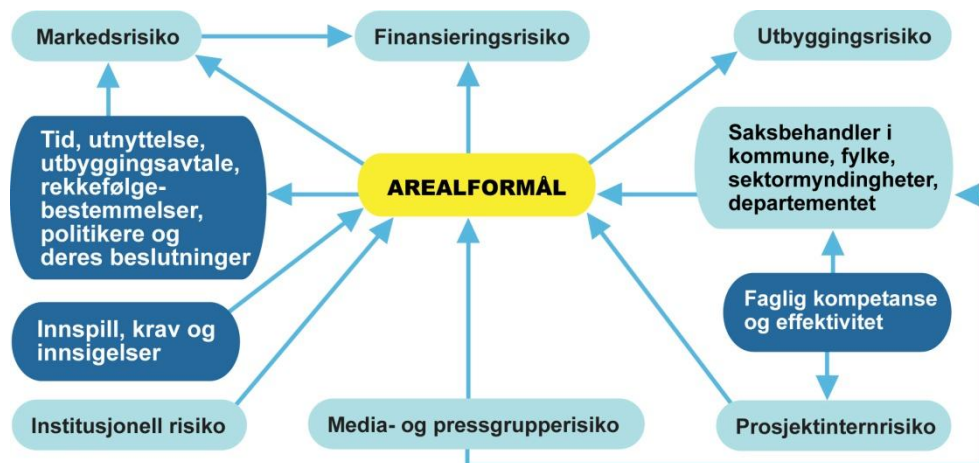 Markedsrisiko
Finansieringsrisiko
Utbyggingsrisiko
Tid, utnyttelse,
utbyggingsavtale,
rekkefølge-
bestemmelser,
politikere og
deres beslutninger
AREALFORMÅL
Saksbehandler i
kommune, fylke,
sektormyndingheter,
departementet
Innspill, krav og
innsigelser
Faglig kompetanse
og effektivitet
Institusjonell risiko
Media- og pressgrupperisiko
Prosjektinternrisiko